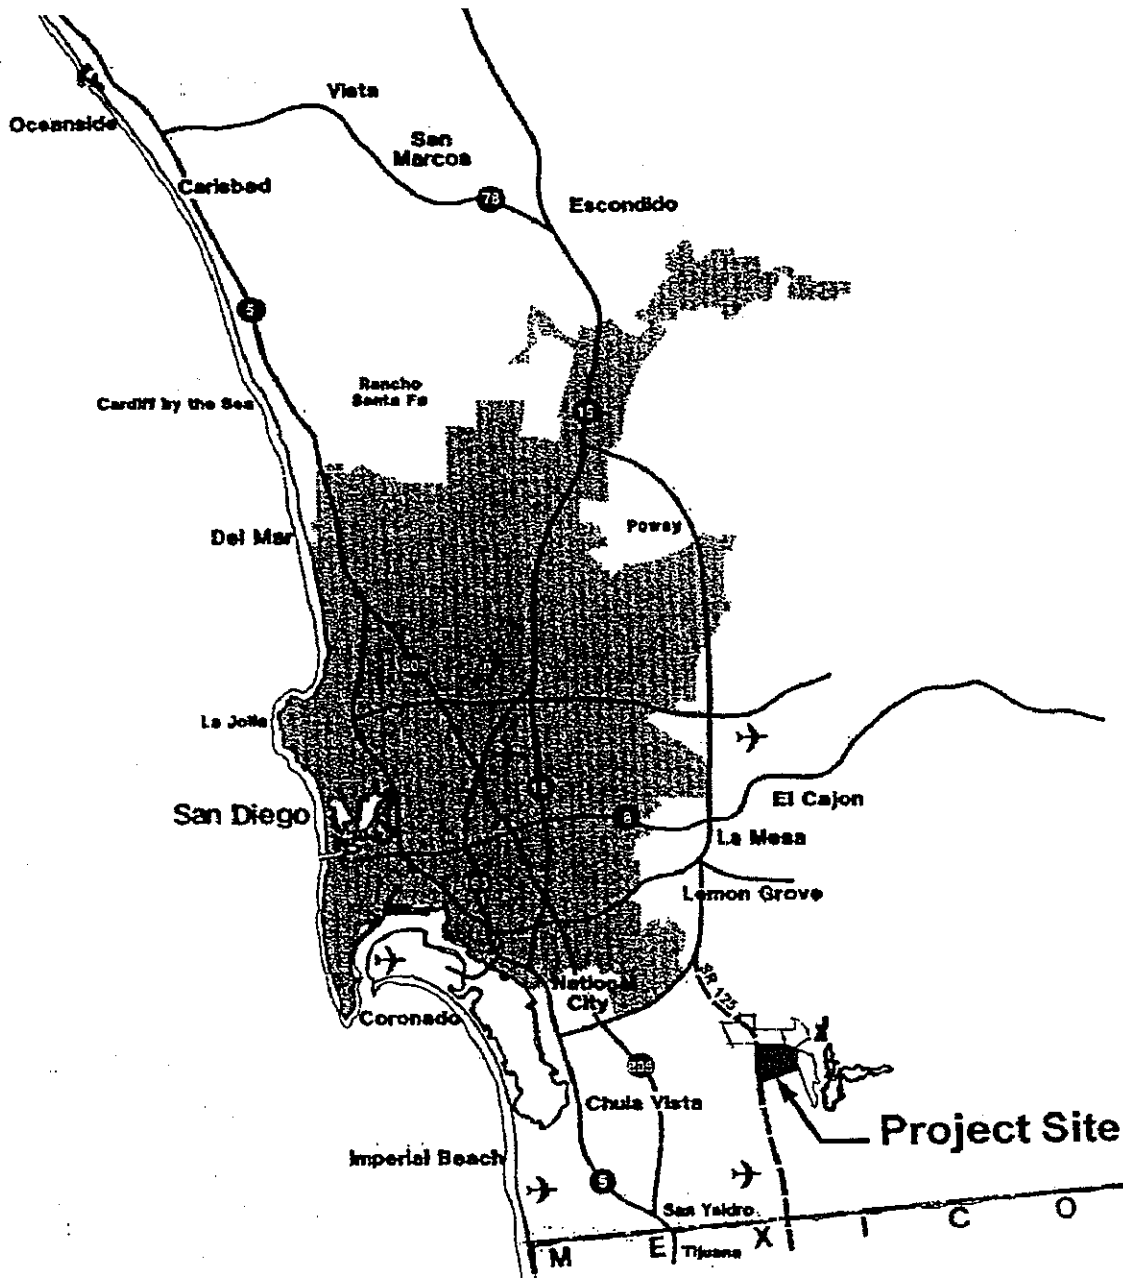 Vista
Oceanside
San
Marcos
Carlsbad
78
Escondido
5
Rancho
Santa Fe
Cardiff by the Sea
15
Poway
Del Mar
La Jolla
San Diego
15
8
El Cajon
La Mesa
Lemon Grove
National
City
SR 125
Coronado
Chula Vista
Project Site
Imperial Beach
5
San Ysidro
Tijuana
M E X I C O